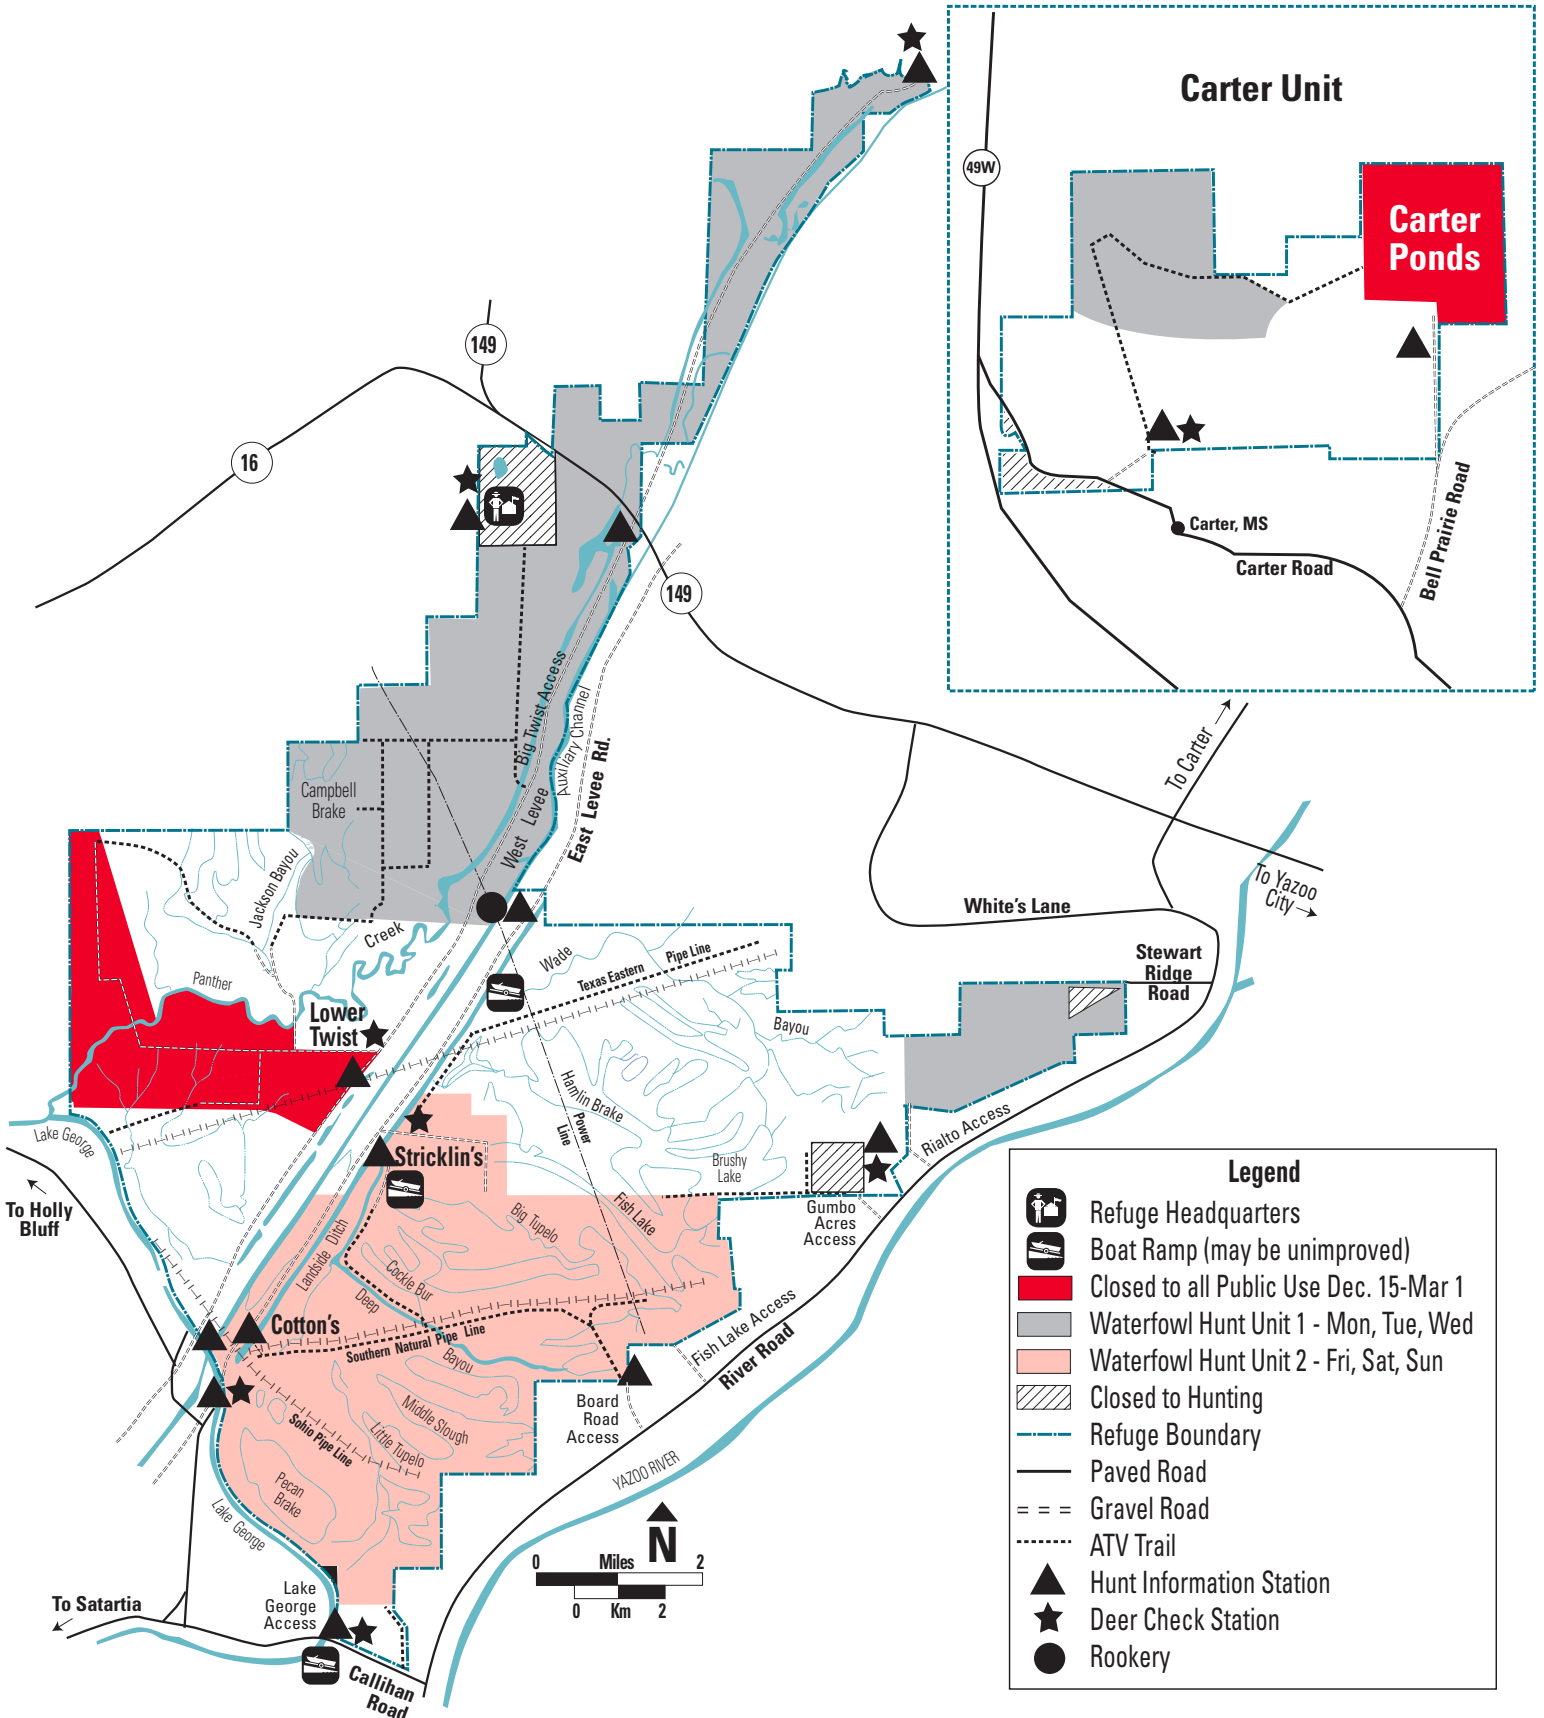 Carter Unit
49W
Carter
Ponds
Carter, MS
Carter Road
Bell Prairie Road
149
16
149
Big Twist Access
Auxiliary Channel
East Levee Rd.
West Levee
Campbell
Brake
Jackson Bayou
Creek
Panther
Lower
Twist
Lake George
To Holly
Bluff
Wade
Texas Eastern Pipe Line
Bayou
Hamlin Brake
Power
Line
Brushy
Lake
To Carter
To Yazoo
City
White's Lane
Stewart
Ridge
Road
Rialto Access
Gumbo
Acres
Access
Stricklin's
Landside Ditch
Big Tupelo
Fish Lake
Cockle Bur
Deep
Bayou
Cotton's
Southern Natural Pipe Line
Fish Lake Access
River Road
Board
Road
Access
Middle Slough
Little Tupelo
Sohio Pipe Line
Pecan
Brake
Lake George
YAZOO RIVER
N
0 Miles 2
0 Km 2
Lake
George
Access
To Satartia
Callihan
Road
Legend
Refuge Headquarters
Boat Ramp (may be unimproved)
Closed to all Public Use Dec. 15-Mar 1
Waterfowl Hunt Unit 1 - Mon, Tue, Wed
Waterfowl Hunt Unit 2 - Fri, Sat, Sun
Closed to Hunting
Refuge Boundary
Paved Road
Gravel Road
ATV Trail
Hunt Information Station
Deer Check Station
Rookery